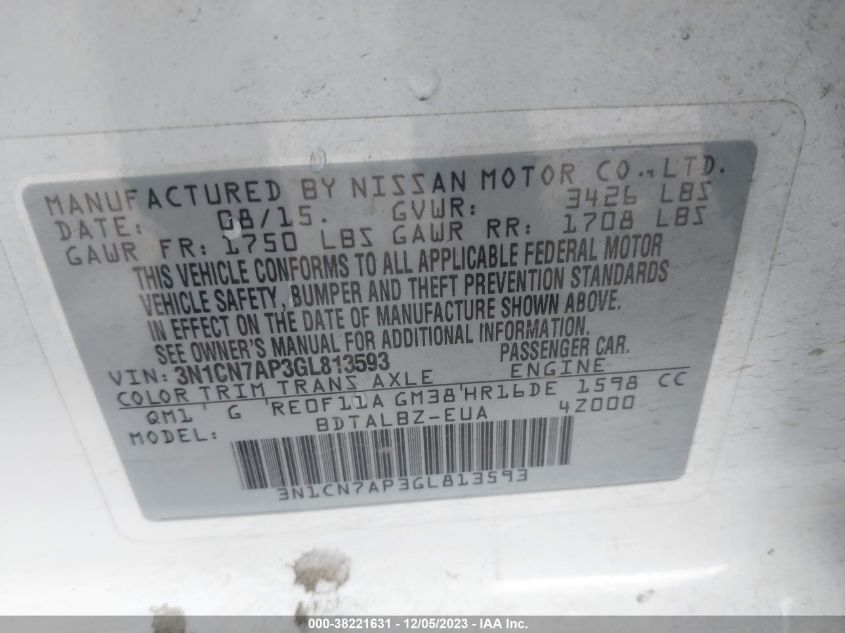 MANUFACTURED BY NISSAN MOTOR CO., LTD.
DATE: 08/15. GVWR: 3426 LBS
GAWR FR: 1750 LBS GAWR RR: 1708 LBS
THIS VEHICLE CONFORMS TO ALL APPLICABLE FEDERAL MOTOR
VEHICLE SAFETY, BUMPER AND THEFT PREVENTION STANDARDS
IN EFFECT ON THE DATE OF MANUFACTURE SHOWN ABOVE.
SEE OWNER'S MANUAL FOR ADDITIONAL INFORMATION.
VIN: 3N1CN7AP3GL813593 PASSENGER CAR.
COLOR TRIM TRANS AXLE ENGINE
QM1 G RE0F11A GM38 HR16DE 1598 CC
MODEL: BDTALBZ-EUA 4Z000
3N1CN7AP3GL813593
000-38221631 - 12/05/2023 - IAA Inc.